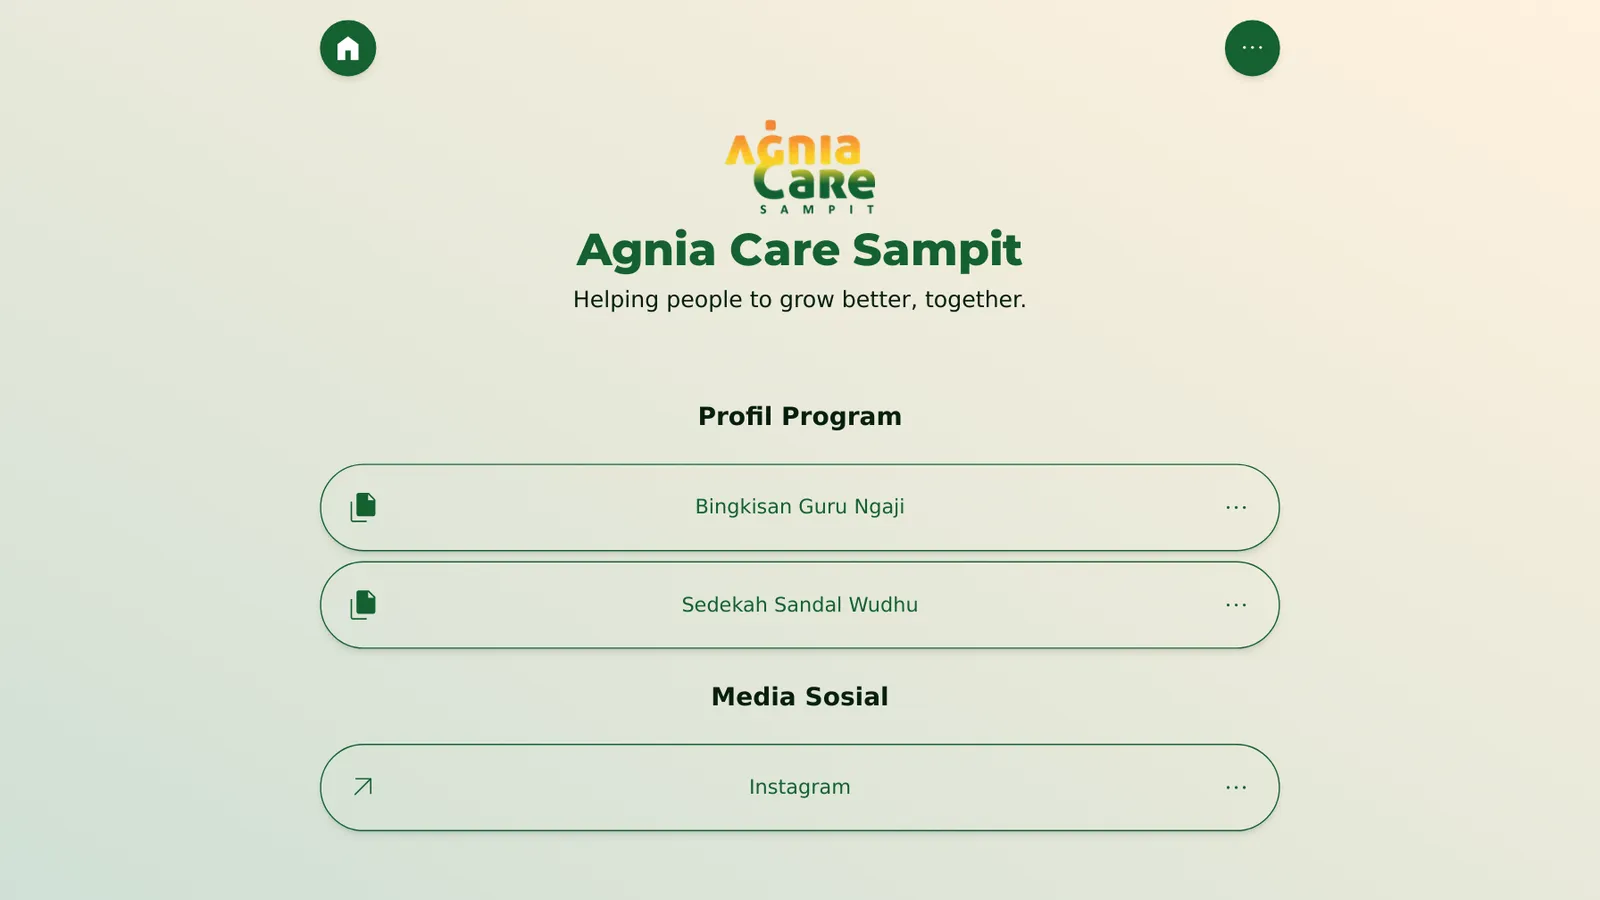 Agnia
Care
SAMPIT
Agnia Care Sampit
Helping people to grow better, together.
Profil Program
Bingkisan Guru Ngaji
Sedekah Sandal Wudhu
Media Sosial
Instagram